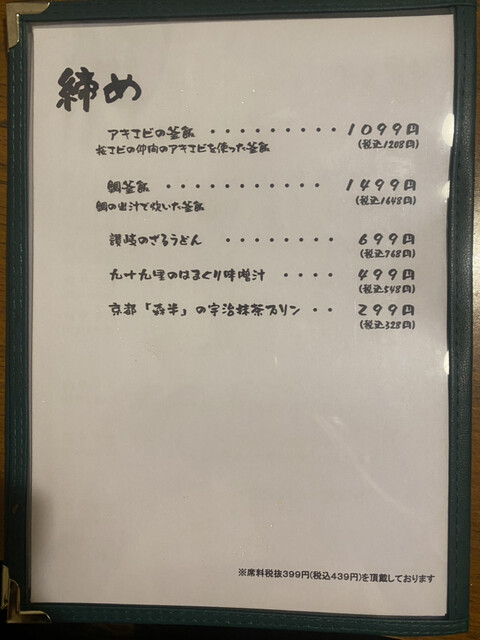 締め
アキエビの釜飯 ・・・・・・・・・ 1099円
桜エビの仲間のアキエビを使った釜飯 (税込1208円)
鯛釜飯 ・・・・・・・・・・・ 1499円
鯛の出汁で炊いた釜飯 (税込1648円)
讃岐のざるうどん ・・・・・・・・ 699円
(税込768円)
九十九里のはまぐり味噌汁 ・・・・ 499円
(税込548円)
京都「森半」の宇治抹茶プリン ・・ 299円
(税込328円)
※席料税抜399円(税込439円)を頂戴しております